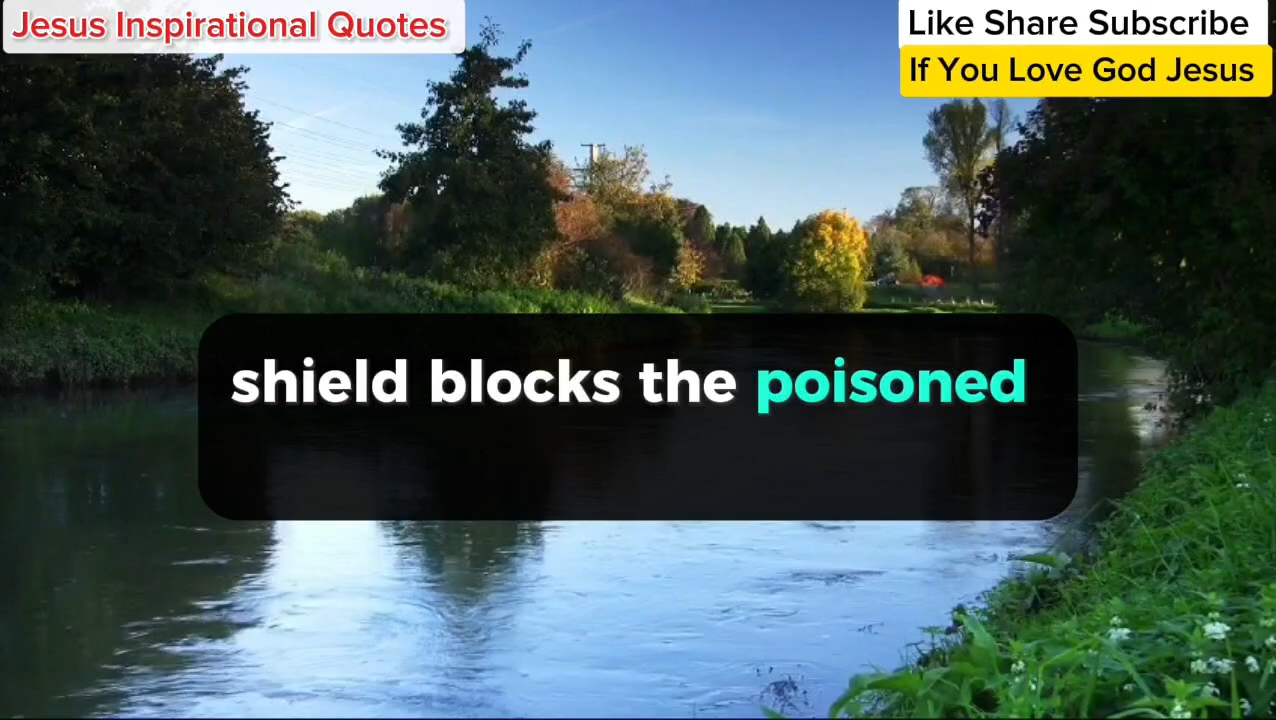 Jesus Inspirational Quotes
Like Share Subscribe
If You Love God Jesus
shield blocks the poisoned